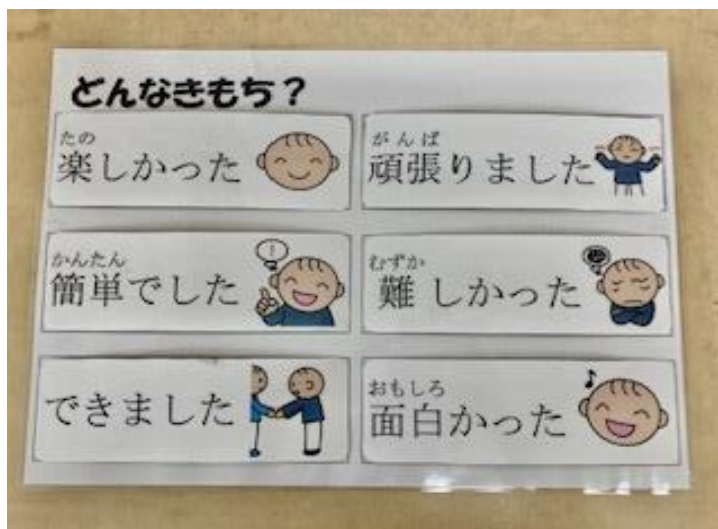 どんなきもち？
たの
楽しかった
がんば
頑張りました
かんたん
簡単でした
むずか
難しかった
できました
おもしろ
面白かった